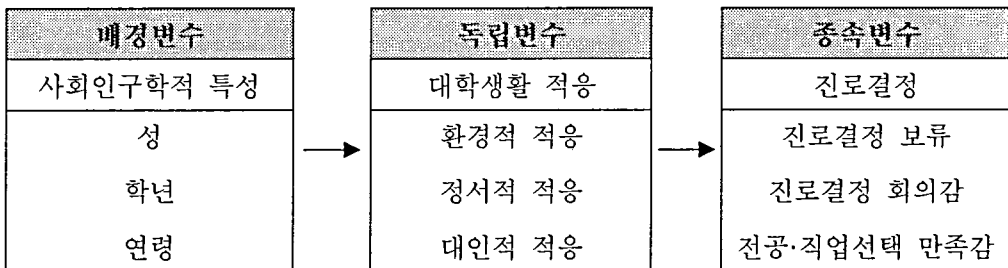 배경변수
사회인구학적 특성
성
학년
연령
독립변수
대학생활 적응
환경적 적응
정서적 적응
대인적 적응
종속변수
진로결정
진로결정 보류
진로결정 회의감
전공·직업선택 만족감